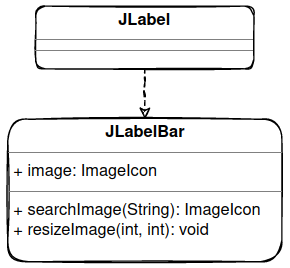 JLabel
JLabelBar
+ image: ImageIcon
+ searchImage(String): ImageIcon
+ resizeImage(int, int): void